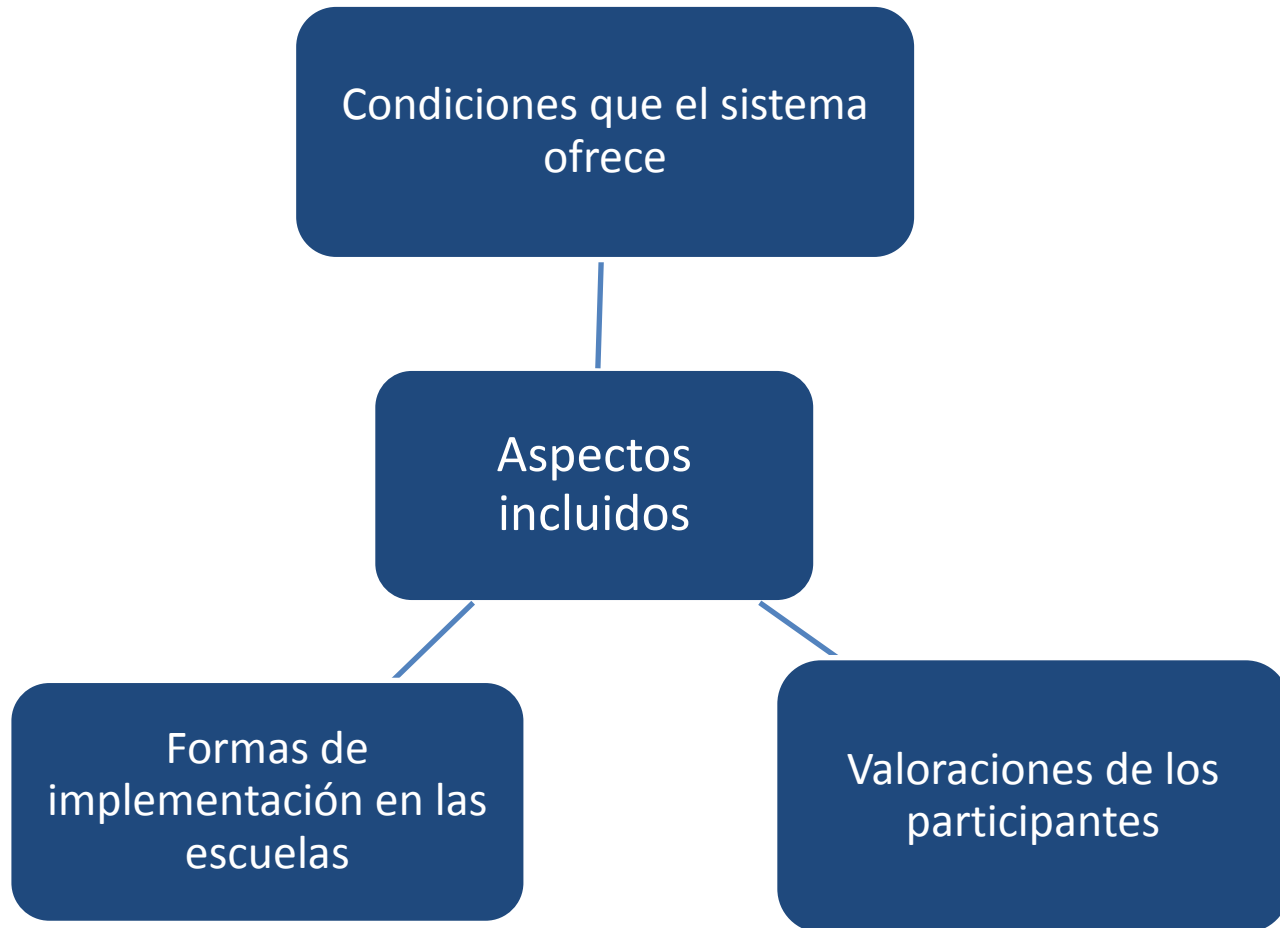 Condiciones que el sistema
ofrece
Aspectos
incluidos
Formas de
implementación en las
escuelas
Valoraciones de los
participantes